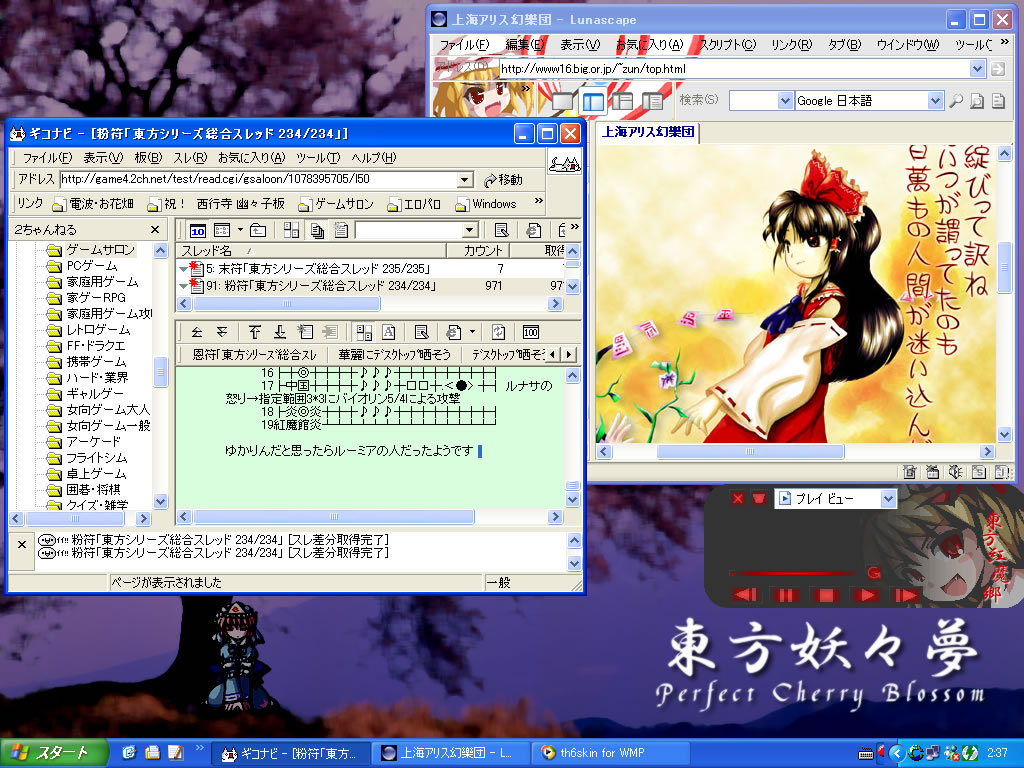 上海アリス幻樂団 - Lunascape
ファイル(F) 編集(E) 表示(V) お気に入り(A) スクリプト(C) リンク(R) タブ(B) ウインドウ(W) ツール(
http://www16.big.or.jp/~zun/top.html
検索(S) Google 日本語
上海アリス幻樂団
綻びって訳ね
いつが謂ってたのも
日萬もの人間が迷い込んだ
ギコナビ - [粉符「東方シリーズ総合スレッド 234/234」]
ファイル(F) 表示(V) 板(B) スレ(R) お気に入り(A) ツール(T) ヘルプ(H)
アドレス http://game4.2ch.net/test/read.cgi/gsaloon/1078395705/l50 移動
リンク 電波・お花畑 祝！ 西行寺 幽々子板 ゲームサロン エロパロ Windows
2ちゃんねる
ゲームサロン
PCゲーム
家庭用ゲーム
家ゲーRPG
家庭用ゲーム攻
レトロゲーム
FF・ドラクエ
携帯ゲーム
ハード・業界
ギャルゲー
女向ゲーム大人
女向ゲーム一般
アーケード
フライトシム
卓上ゲーム
囲碁・将棋
クイズ・雑学
スレッド名 カウント 取得
5: 末符「東方シリーズ総合スレッド 235/235」 7
91: 粉符「東方シリーズ総合スレッド 234/234」 971 97
恩符「東方シリーズ総合スレ 華麗にデスクトップ晒そう デスクトップ晒そ
16├┼◎┼┼┼┼♪♪♪┼┼┼┼┼┼┼┤
17├中国┼┼┼┼♪♪♪┼口口┼.<●> ┼┤ ルナサの
怒り→指定範囲3*3にバイオリン5/4による攻撃
18├炎◎炎┼┼┼♪♪♪┼┼┼┼┼┼┼┤
19紅魔館炎
ゆかりんだと思ったらルーミアの人だったようです
粉符「東方シリーズ総合スレッド 234/234」 [スレ差分取得完了]
粉符「東方シリーズ総合スレッド 234/234」 [スレ差分取得完了]
ページが表示されました 一般
プレイ ビュー
東方紅魔郷
東方妖々夢
Perfect Cherry Blossom
スタート ギコナビ - [粉符「東方... 上海アリス幻樂団 - L... th6skin for WMP 2:37